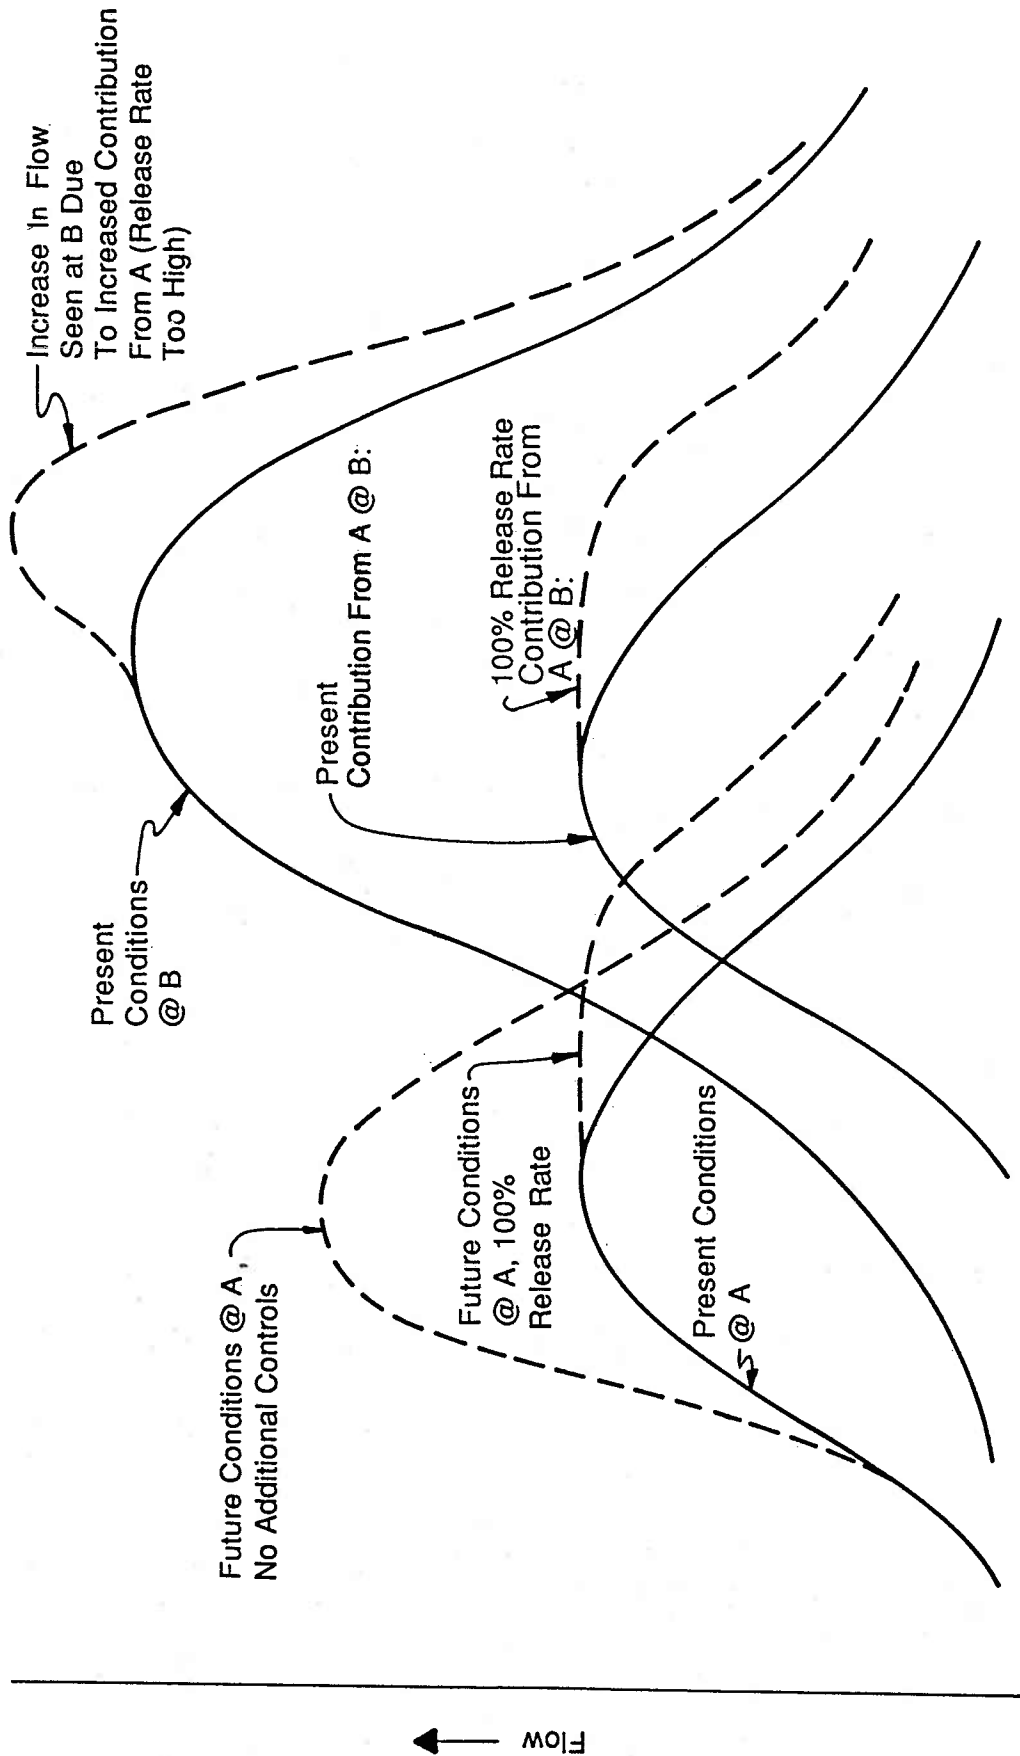 Flow
Future Conditions @ A,
No Additional Controls
Future Conditions
@ A, 100%
Release Rate
Present Conditions
@ A
Present
Conditions
@ B
Present
Contribution From A @ B:
100% Release Rate
Contribution From
A @ B:
Increase In Flow
Seen at B Due
To Increased Contribution
From A (Release Rate
Too High)